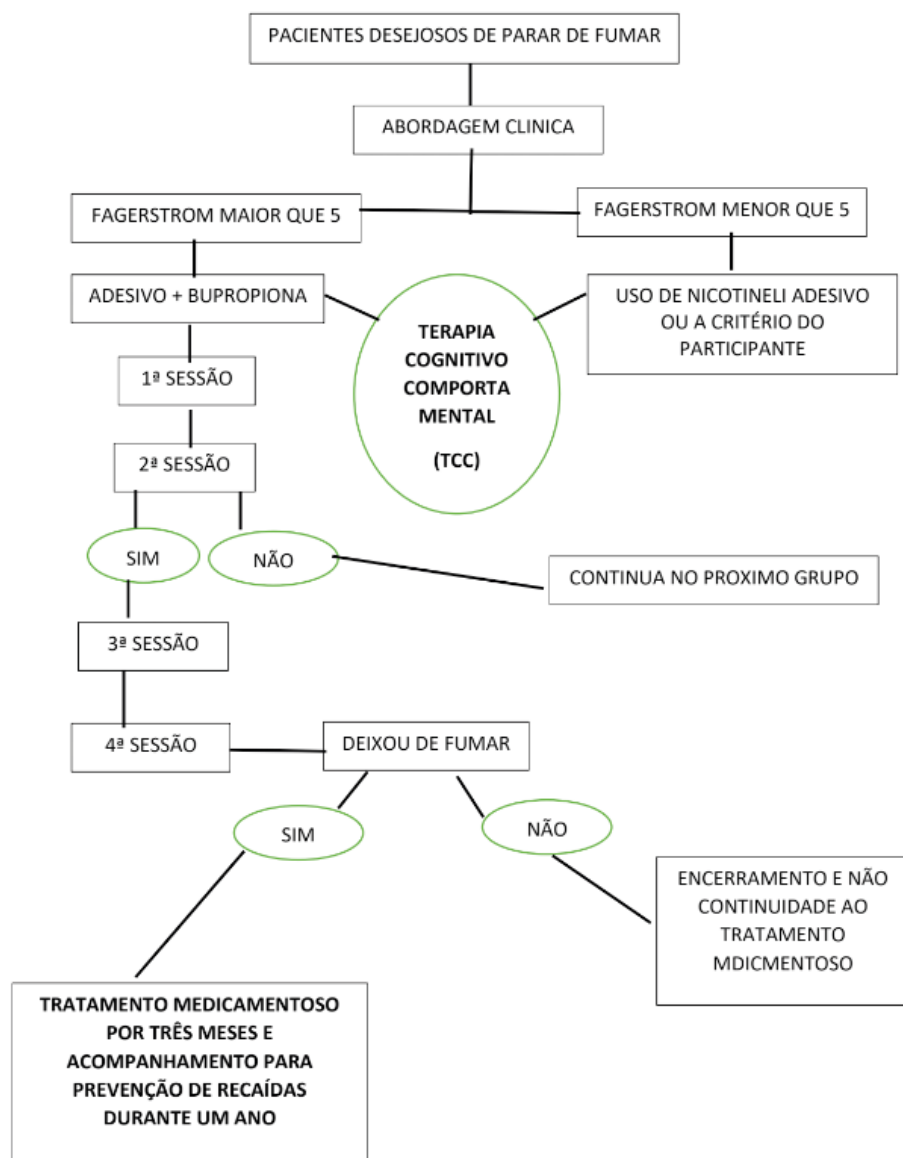 PACIENTES DESEJOSOS DE PARAR DE FUMAR
ABORDAGEM CLINICA
FAGERSTROM MAIOR QUE 5
FAGERSTROM MENOR QUE 5
ADESIVO + BUPROPIONA
TERAPIA
COGNITIVO
COMPORTA
MENTAL
(TCC)
USO DE NICOTINELI ADESIVO
OU A CRITÉRIO DO
PARTICIPANTE
1ª SESSÃO
2ª SESSÃO
SIM
NÃO
CONTINUA NO PROXIMO GRUPO
3ª SESSÃO
4ª SESSÃO
DEIXOU DE FUMAR
SIM
NÃO
ENCERRAMENTO E NÃO
CONTINUIDADE AO
TRATAMENTO
MDICMENTOSO
TRATAMENTO MEDICAMENTOSO
POR TRÊS MESES E
ACOMPANHAMENTO PARA
PREVENÇÃO DE RECAÍDAS
DURANTE UM ANO